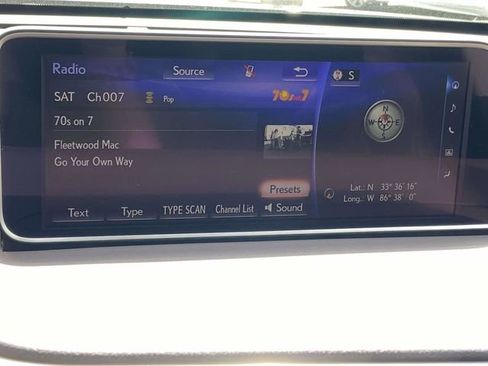 Radio
Source
S
SAT Ch007
Pop
70s on 7
70s on 7
Fleetwood Mac
Go Your Own Way
N
W E
S
Presets
Lat.: N 33° 36' 16"
Long.: W 86° 38' 0"
Text
Type
TYPE SCAN
Channel List
Sound